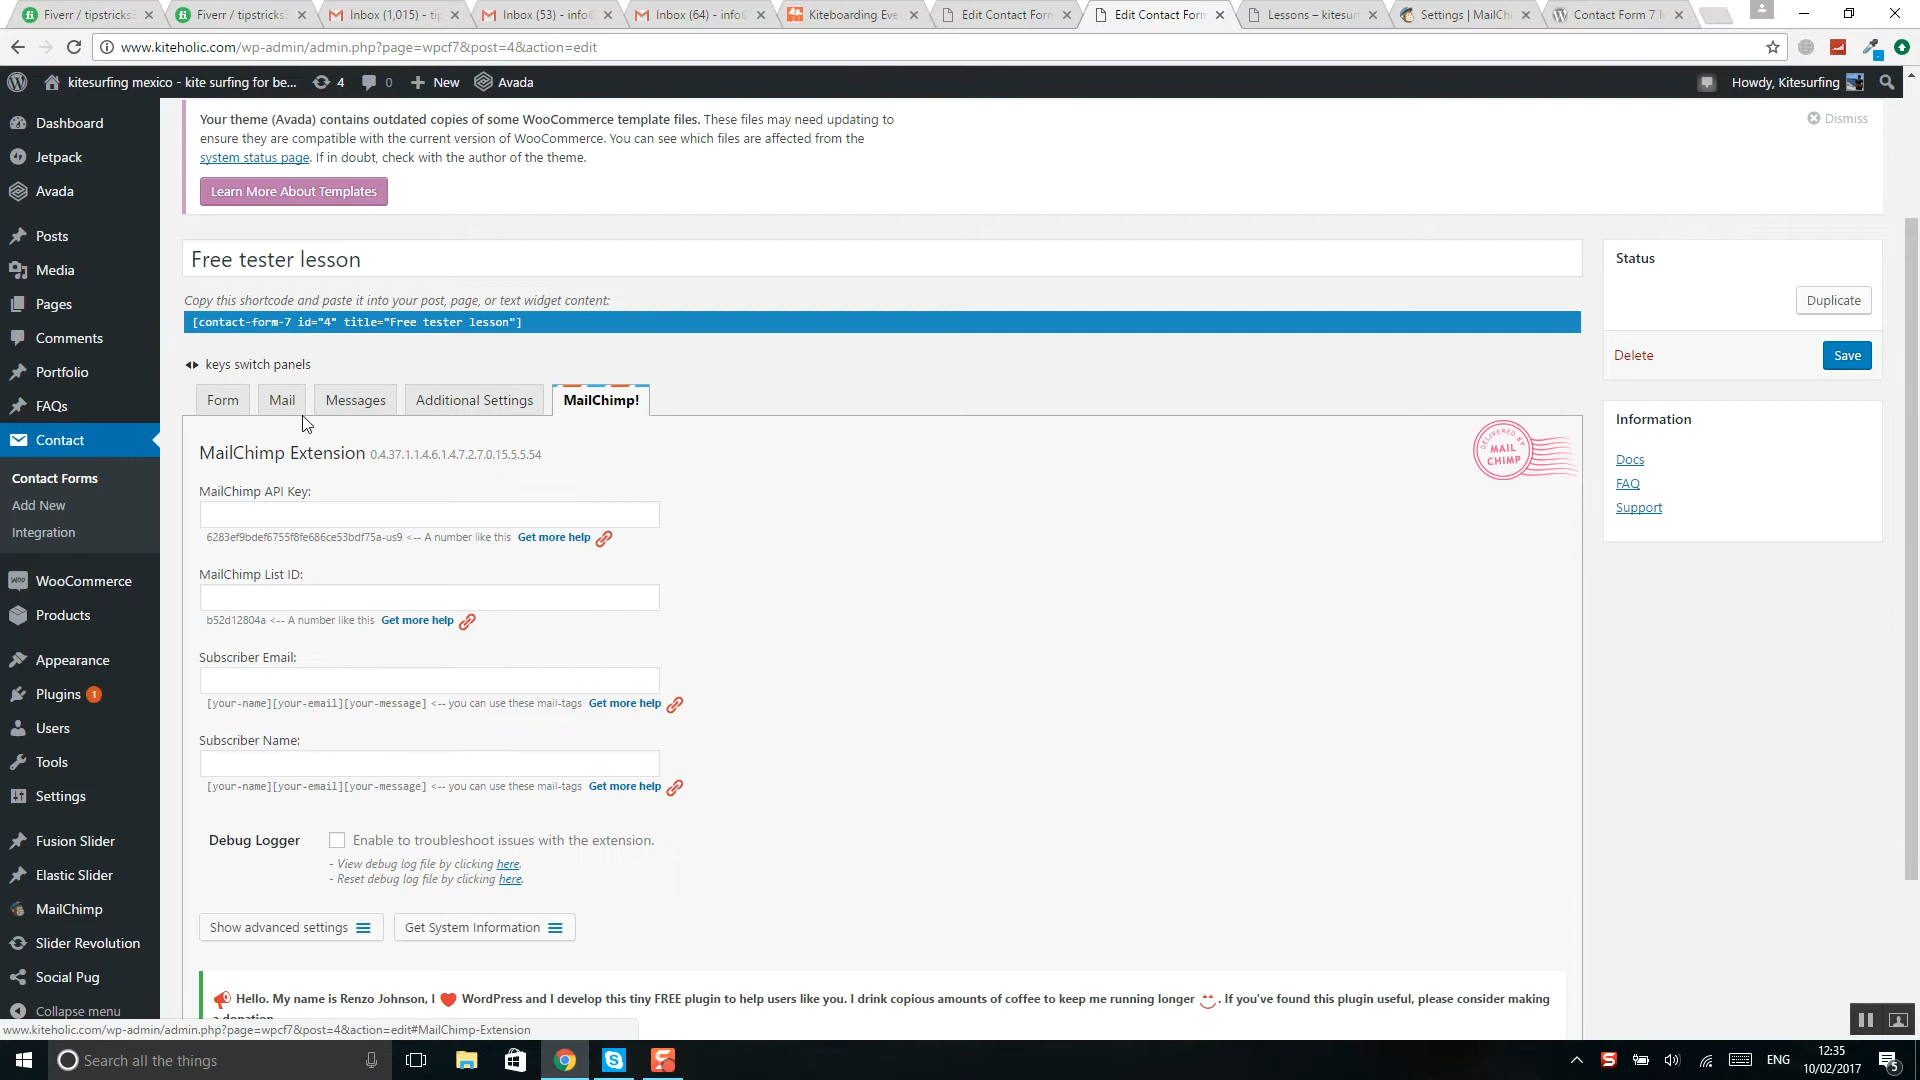 Fiverr / tipstricks
Fiverr / tipstricks
Inbox (1,015) - ti
Inbox (53) - info@
Inbox (64) - info@
Kiteboarding Eve
Edit Contact For
Edit Contact For
Lessons – kitesur
Settings | MailCh
Contact Form 7
www.kiteholic.com/wp-admin/admin.php?page=wpcf7&post=4&action=edit
kitesurfing mexico - kite surfing for be... 4 0 New Avada
Howdy, Kitesurfing
Dashboard
Jetpack
Avada
Posts
Media
Pages
Comments
Portfolio
FAQs
Contact
Contact Forms
Add New
Integration
WooCommerce
Products
Appearance
Plugins 1
Users
Tools
Settings
Fusion Slider
Elastic Slider
MailChimp
Slider Revolution
Social Pug
Collapse menu
Your theme (Avada) contains outdated copies of some WooCommerce template files. These files may need updating to
ensure they are compatible with the current version of WooCommerce. You can see which files are affected from the
system status page. If in doubt, check with the author of the theme.
Dismiss
Learn More About Templates
Free tester lesson
Copy this shortcode and paste it into your post, page, or text widget content:
[contact-form-7 id="4" title="Free tester lesson"]
keys switch panels
Form Mail Messages Additional Settings MailChimp!
MailChimp Extension 0.4.37.1.1.4.6.1.4.7.2.7.0.15.5.5.54
DELIVERED BY
MAIL
CHIMP
MailChimp API Key:
6283ef9bdef6755f8fe686ce53bdf75a-us9 <-- A number like this Get more help
MailChimp List ID:
b52d12804a <-- A number like this Get more help
Subscriber Email:
[your-name][your-email][your-message] <-- you can use these mail-tags Get more help
Subscriber Name:
[your-name][your-email][your-message] <-- you can use these mail-tags Get more help
Debug Logger Enable to troubleshoot issues with the extension.
- View debug log file by clicking here.
- Reset debug log file by clicking here.
Show advanced settings
Get System Information
Hello. My name is Renzo Johnson, I WordPress and I develop this tiny FREE plugin to help users like you. I drink copious amounts of coffee to keep me running longer . If you've found this plugin useful, please consider making
a donation.
Status
Duplicate
Delete
Save
Information
Docs
FAQ
Support
www.kiteholic.com/wp-admin/admin.php?page=wpcf7&post=4&action=edit#MailChimp-Extension
Search all the things
ENG
12:35
10/02/2017
5